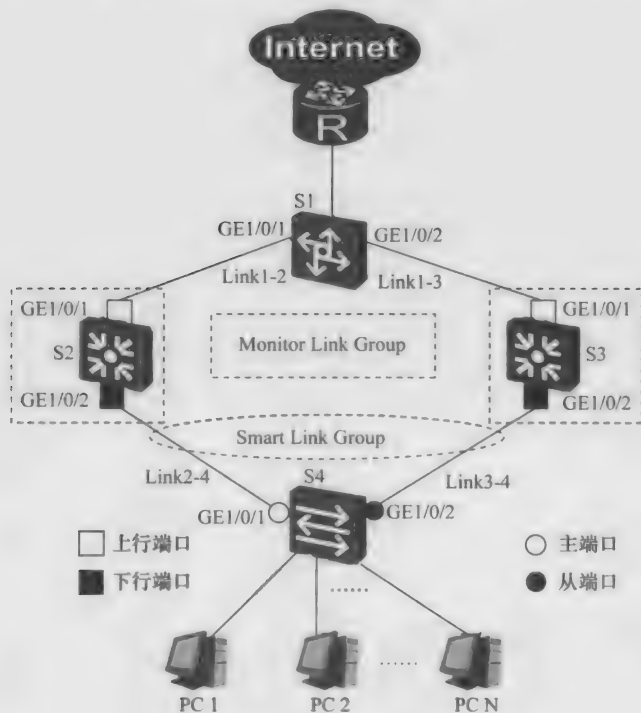 Internet
R
S1
GE1/0/1
GE1/0/2
Link1-2
Link1-3
GE1/0/1
GE1/0/1
S2
Monitor Link Group
S3
GE1/0/2
GE1/0/2
Smart Link Group
Link2-4
S4
Link3-4
GE1/0/1
GE1/0/2
上行端口
主端口
下行端口
从端口
……
……
PC 1
PC 2
PC N